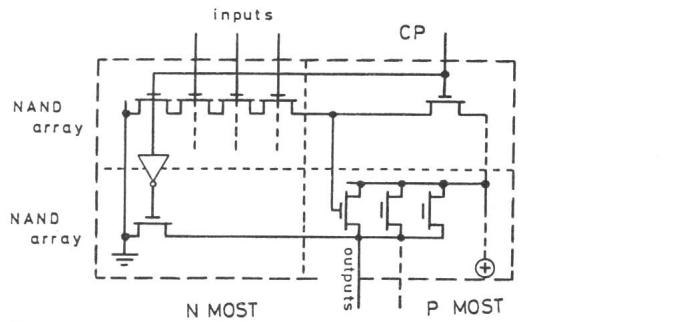 inputs
CP
NAND
array
NAND
array
outputs
N MOST
P MOST